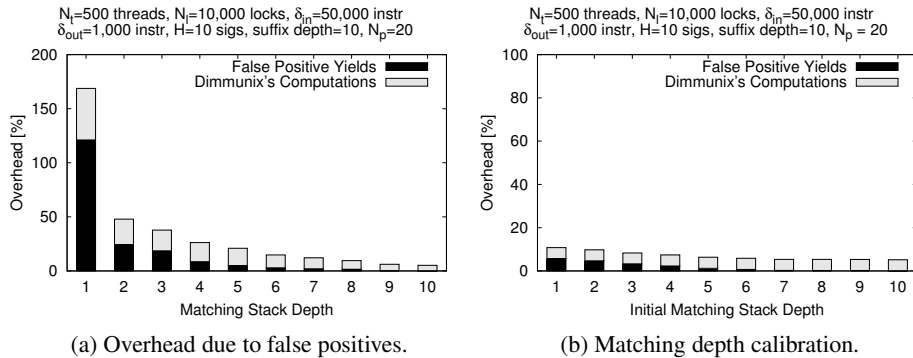 N_t=500 threads, N_l=10,000 locks, δ_in=50,000 instr
δ_out=1,000 instr, H=10 sigs, suffix depth=10, N_p=20
False Positive Yields
Dimmunix's Computations
Overhead [%]
200
150
100
50
0
1 2 3 4 5 6 7 8 9 10
Matching Stack Depth
(a) Overhead due to false positives.
N_t=500 threads, N_l=10,000 locks, δ_in=50,000 instr
δ_out=1,000 instr, H=10 sigs, suffix depth=10, N_p = 20
False Positive Yields
Dimmunix's Computations
Overhead [%]
100
80
60
40
20
0
1 2 3 4 5 6 7 8 9 10
Initial Matching Stack Depth
(b) Matching depth calibration.